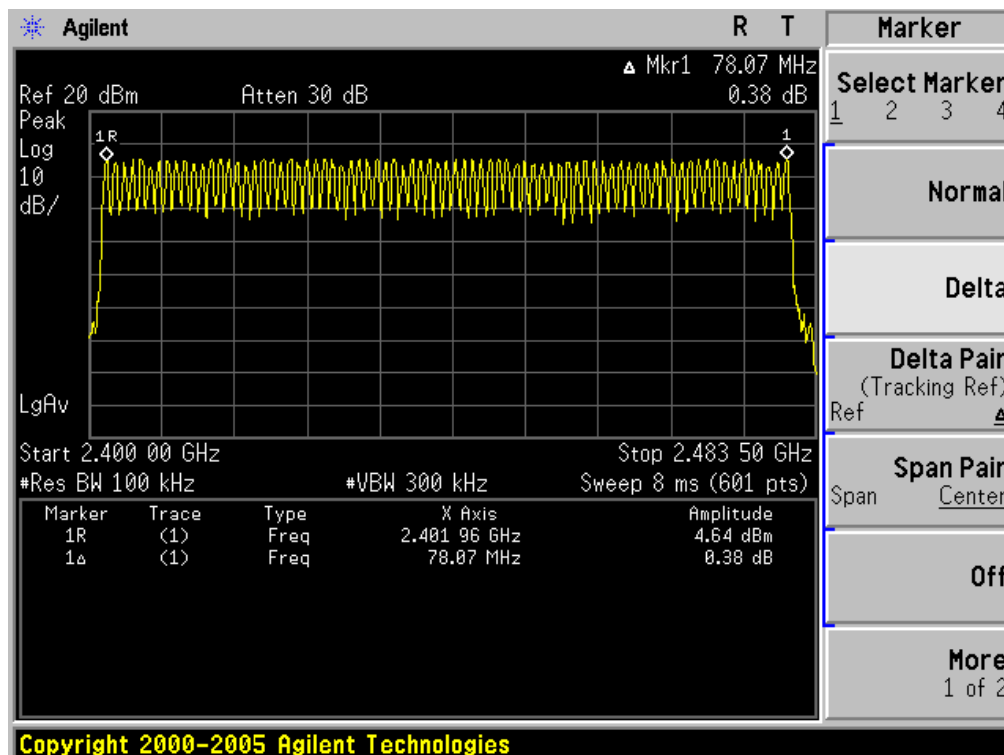 Agilent
R T
Δ Mkr1 78.07 MHz
Ref 20 dBm Atten 30 dB 0.38 dB
Peak
Log
10
dB/
1R
1
LgAv
Start 2.400 00 GHz Stop 2.483 50 GHz
#Res BW 100 kHz #VBW 300 kHz Sweep 8 ms (601 pts)
Marker Trace Type X Axis Amplitude
1R (1) Freq 2.401 96 GHz 4.64 dBm
1Δ (1) Freq 78.07 MHz 0.38 dB
Copyright 2000-2005 Agilent Technologies
Marker
Select Marker
1 2 3 4
Normal
Delta
Delta Pair
(Tracking Ref)
Ref Δ
Span Pair
Span Center
Off
More
1 of 2